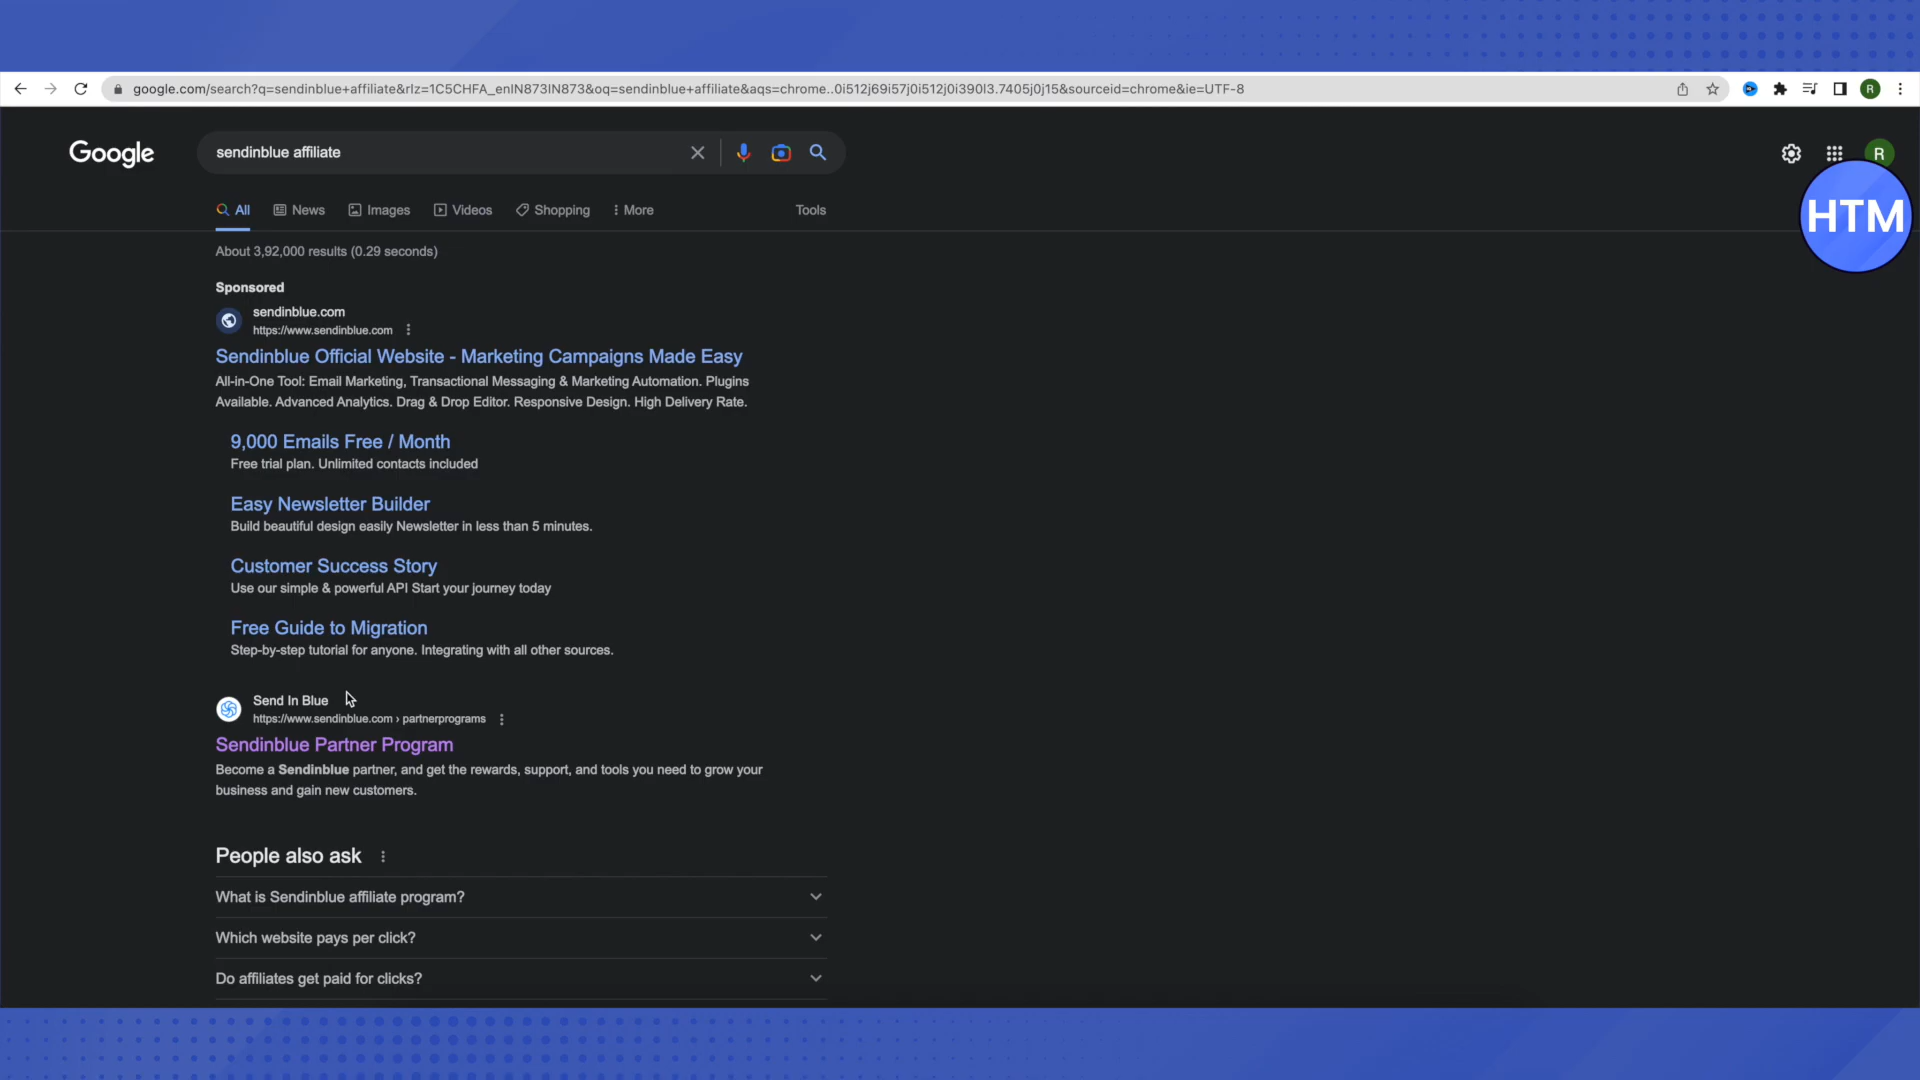 google.com/search?q=sendinblue+affiliate&rlz=1C5CHFA_enIN873IN873&oq=sendinblue+affiliate&aqs=chrome..0i512j69i57j0i512j0i390l3.7405j0j15&sourceid=chrome&ie=UTF-8
R
Google
sendinblue affiliate
R
HTM
All
News
Images
Videos
Shopping
More
Tools
About 3,92,000 results (0.29 seconds)
Sponsored
sendinblue.com
https://www.sendinblue.com
Sendinblue Official Website - Marketing Campaigns Made Easy
All-in-One Tool: Email Marketing, Transactional Messaging & Marketing Automation. Plugins
Available. Advanced Analytics. Drag & Drop Editor. Responsive Design. High Delivery Rate.
9,000 Emails Free / Month
Free trial plan. Unlimited contacts included
Easy Newsletter Builder
Build beautiful design easily Newsletter in less than 5 minutes.
Customer Success Story
Use our simple & powerful API Start your journey today
Free Guide to Migration
Step-by-step tutorial for anyone. Integrating with all other sources.
Send In Blue
https://www.sendinblue.com › partnerprograms
Sendinblue Partner Program
Become a Sendinblue partner, and get the rewards, support, and tools you need to grow your
business and gain new customers.
People also ask
What is Sendinblue affiliate program?
Which website pays per click?
Do affiliates get paid for clicks?